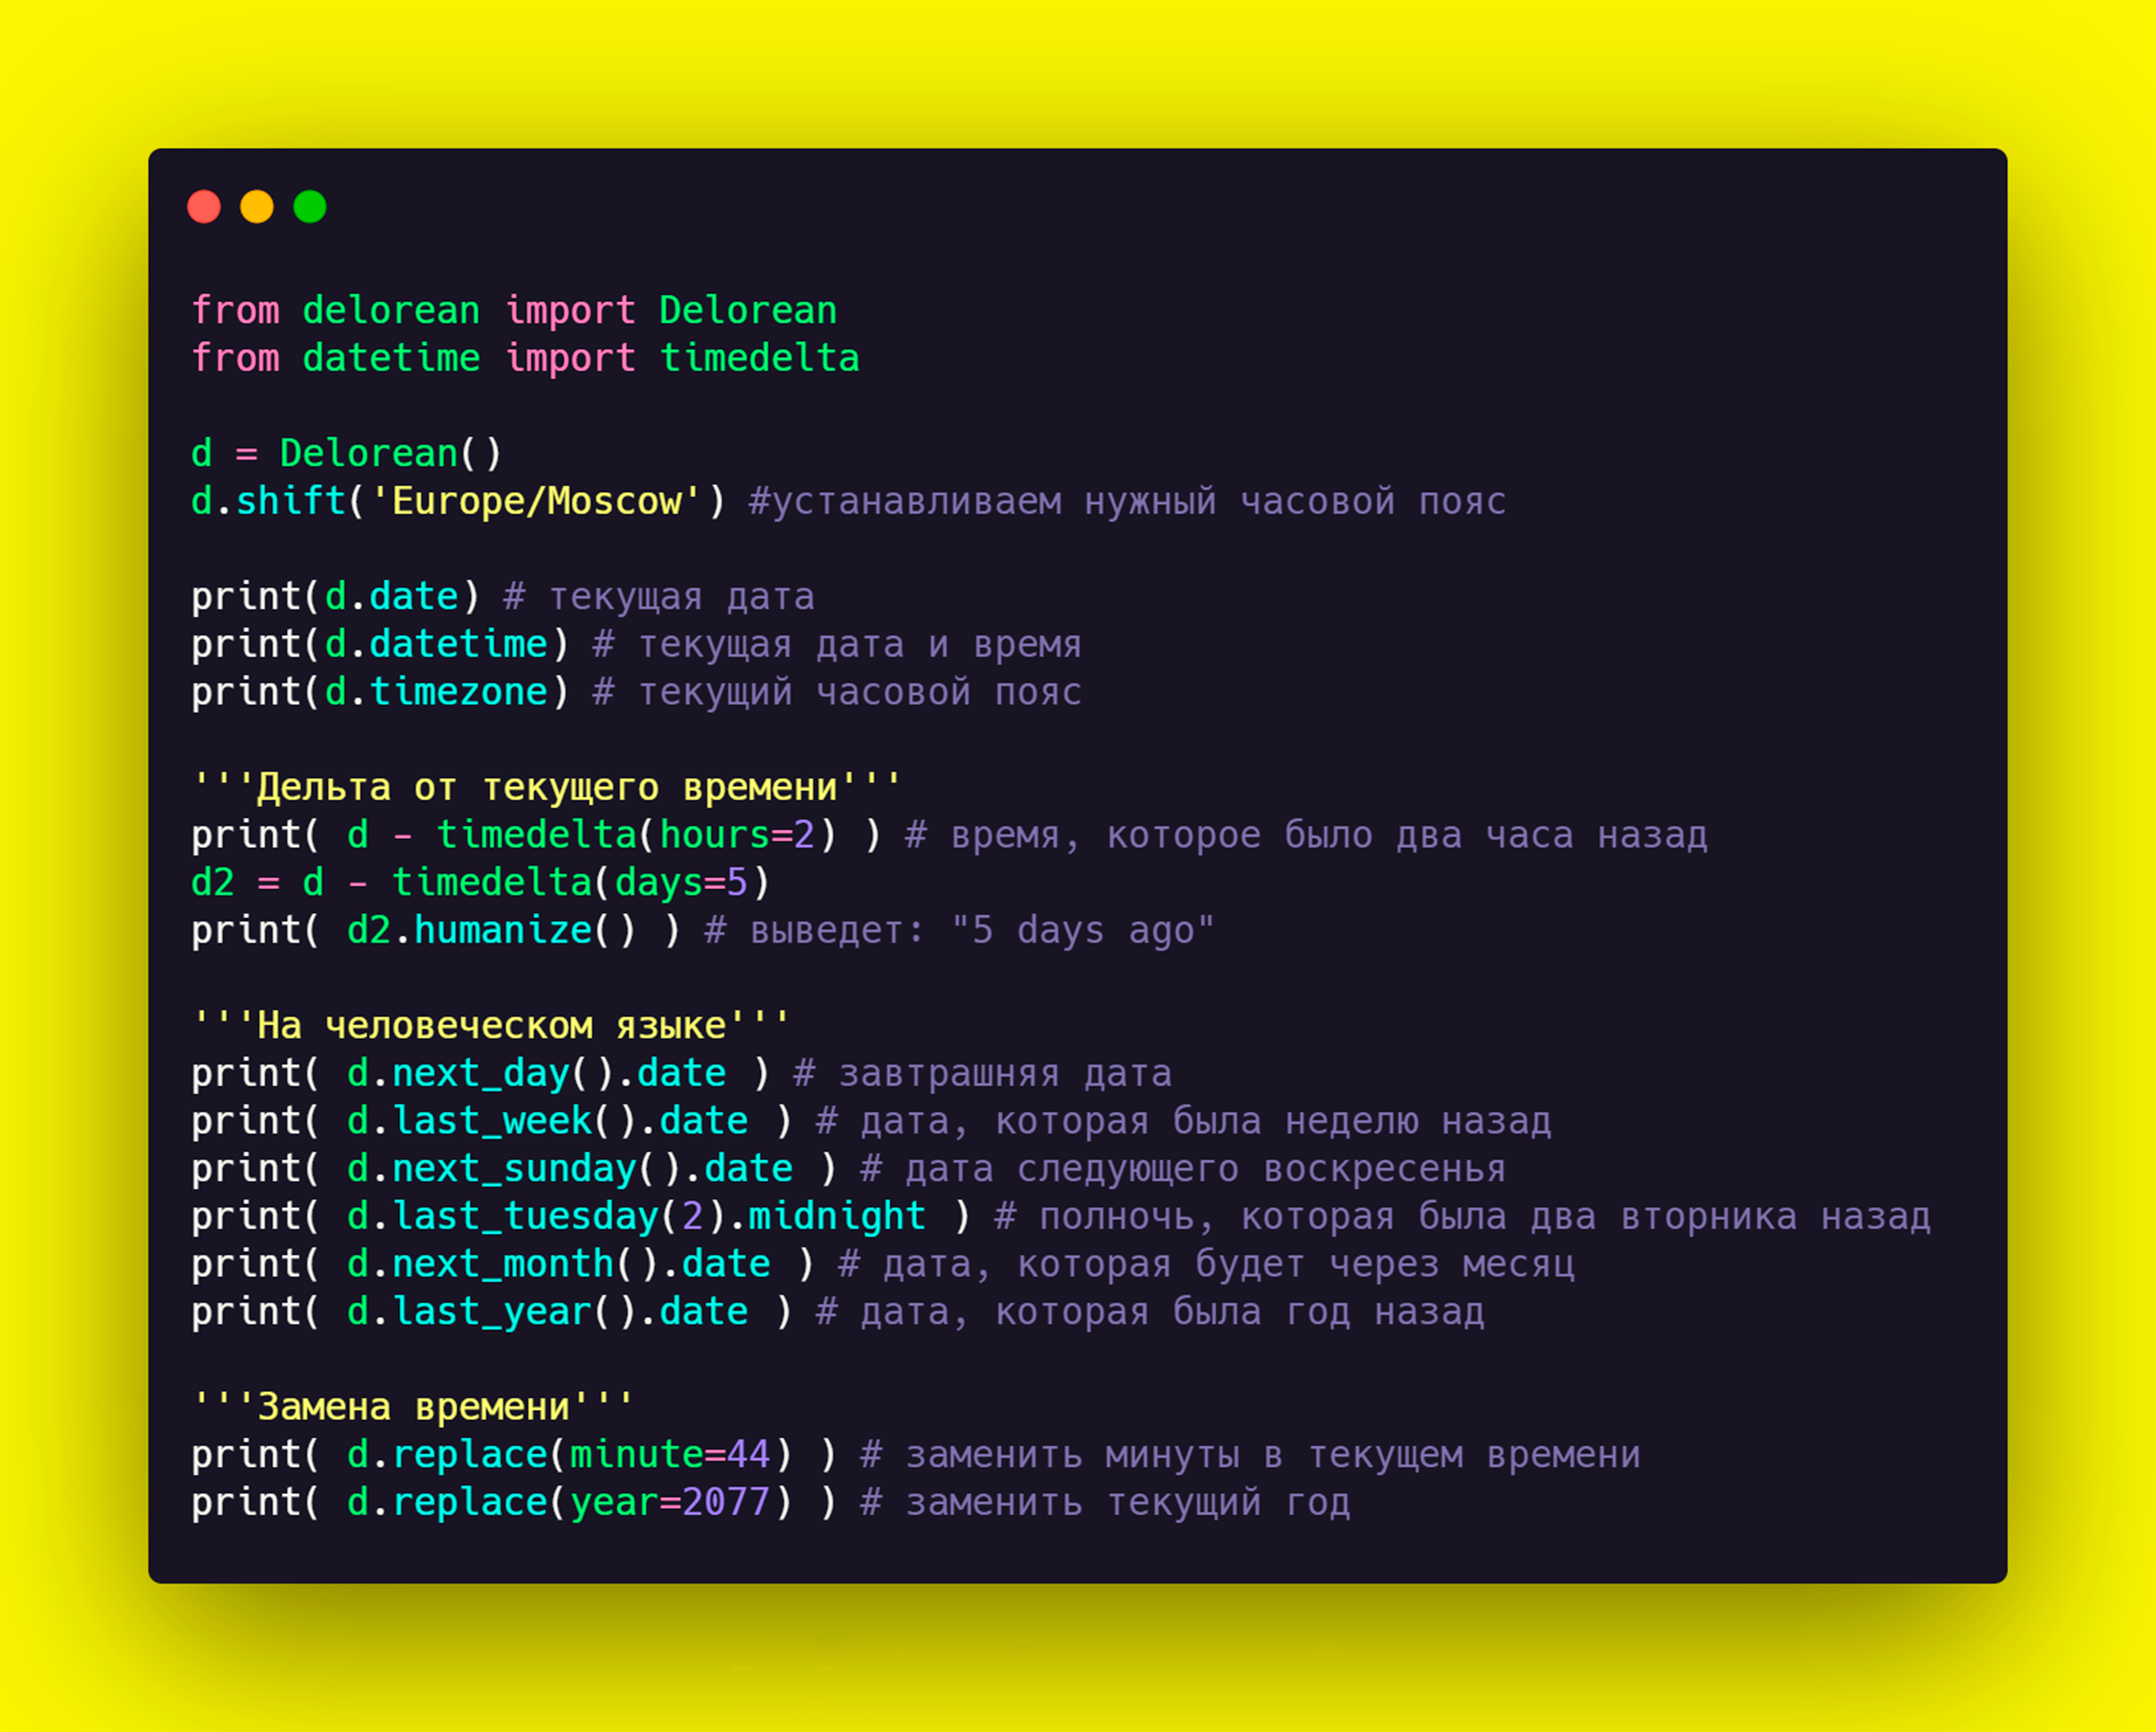 from delorean import Delorean
from datetime import timedelta
d = Delorean()
d.shift('Europe/Moscow') #устанавливаем нужный часовой пояс
print(d.date) # текущая дата
print(d.datetime) # текущая дата и время
print(d.timezone) # текущий часовой пояс
'''Дельта от текущего времени'''
print( d - timedelta(hours=2) ) # время, которое было два часа назад
d2 = d - timedelta(days=5)
print( d2.humanize() ) # выведет: "5 days ago"
'''На человеческом языке'''
print( d.next_day().date ) # завтрашняя дата
print( d.last_week().date ) # дата, которая была неделю назад
print( d.next_sunday().date ) # дата следующего воскресенья
print( d.last_tuesday(2).midnight ) # полночь, которая была два вторника назад
print( d.next_month().date ) # дата, которая будет через месяц
print( d.last_year().date ) # дата, которая была год назад
'''Замена времени'''
print( d.replace(minute=44) ) # заменить минуты в текущем времени
print( d.replace(year=2077) ) # заменить текущий год